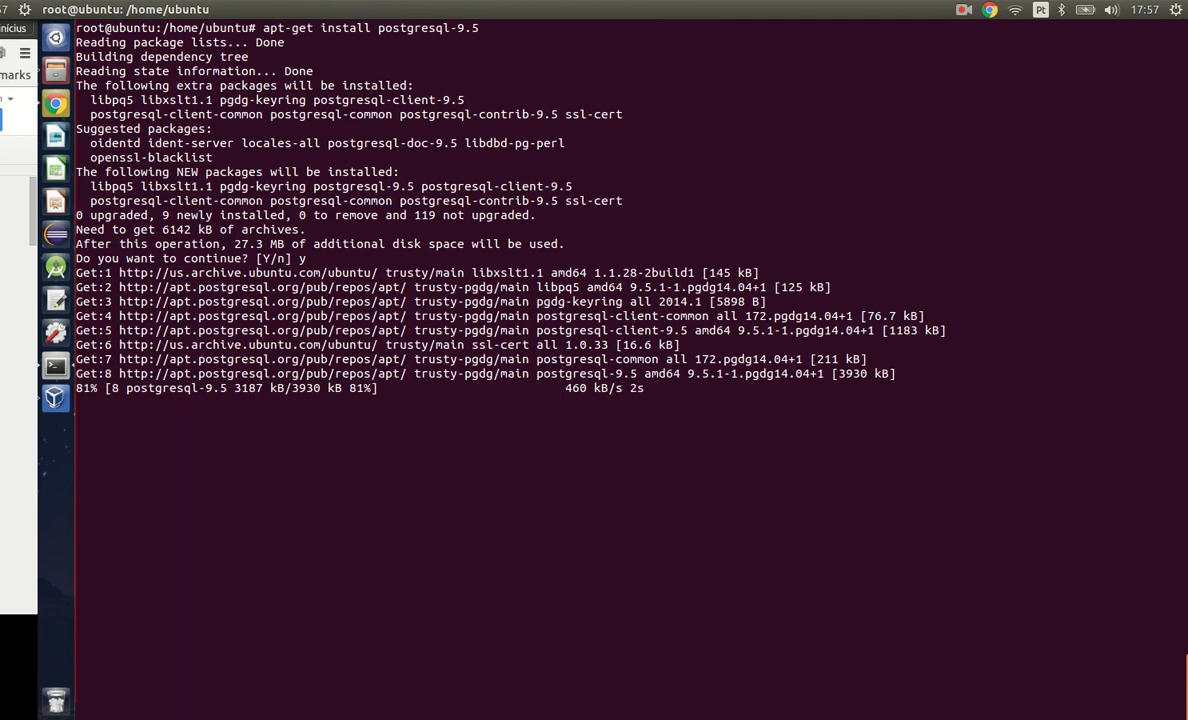 57
root@ubuntu: /home/ubuntu
Pt
17:57
inicius
marks
root@ubuntu:/home/ubuntu# apt-get install postgresql-9.5
Reading package lists... Done
Building dependency tree
Reading state information... Done
The following extra packages will be installed:
libpq5 libxslt1.1 pgdg-keyring postgresql-client-9.5
postgresql-client-common postgresql-common postgresql-contrib-9.5 ssl-cert
Suggested packages:
oidentd ident-server locales-all postgresql-doc-9.5 libdbd-pg-perl
openssl-blacklist
The following NEW packages will be installed:
libpq5 libxslt1.1 pgdg-keyring postgresql-9.5 postgresql-client-9.5
postgresql-client-common postgresql-common postgresql-contrib-9.5 ssl-cert
0 upgraded, 9 newly installed, 0 to remove and 119 not upgraded.
Need to get 6142 kB of archives.
After this operation, 27.3 MB of additional disk space will be used.
Do you want to continue? [Y/n] y
Get:1 http://us.archive.ubuntu.com/ubuntu/ trusty/main libxslt1.1 amd64 1.1.28-2build1 [145 kB]
Get:2 http://apt.postgresql.org/pub/repos/apt/ trusty-pgdg/main libpq5 amd64 9.5.1-1.pgdg14.04+1 [125 kB]
Get:3 http://apt.postgresql.org/pub/repos/apt/ trusty-pgdg/main pgdg-keyring all 2014.1 [5898 B]
Get:4 http://apt.postgresql.org/pub/repos/apt/ trusty-pgdg/main postgresql-client-common all 172.pgdg14.04+1 [76.7 kB]
Get:5 http://apt.postgresql.org/pub/repos/apt/ trusty-pgdg/main postgresql-client-9.5 amd64 9.5.1-1.pgdg14.04+1 [1183 kB]
Get:6 http://us.archive.ubuntu.com/ubuntu/ trusty/main ssl-cert all 1.0.33 [16.6 kB]
Get:7 http://apt.postgresql.org/pub/repos/apt/ trusty-pgdg/main postgresql-common all 172.pgdg14.04+1 [211 kB]
Get:8 http://apt.postgresql.org/pub/repos/apt/ trusty-pgdg/main postgresql-9.5 amd64 9.5.1-1.pgdg14.04+1 [3930 kB]
81% [8 postgresql-9.5 3187 kB/3930 kB 81%] 460 kB/s 2s